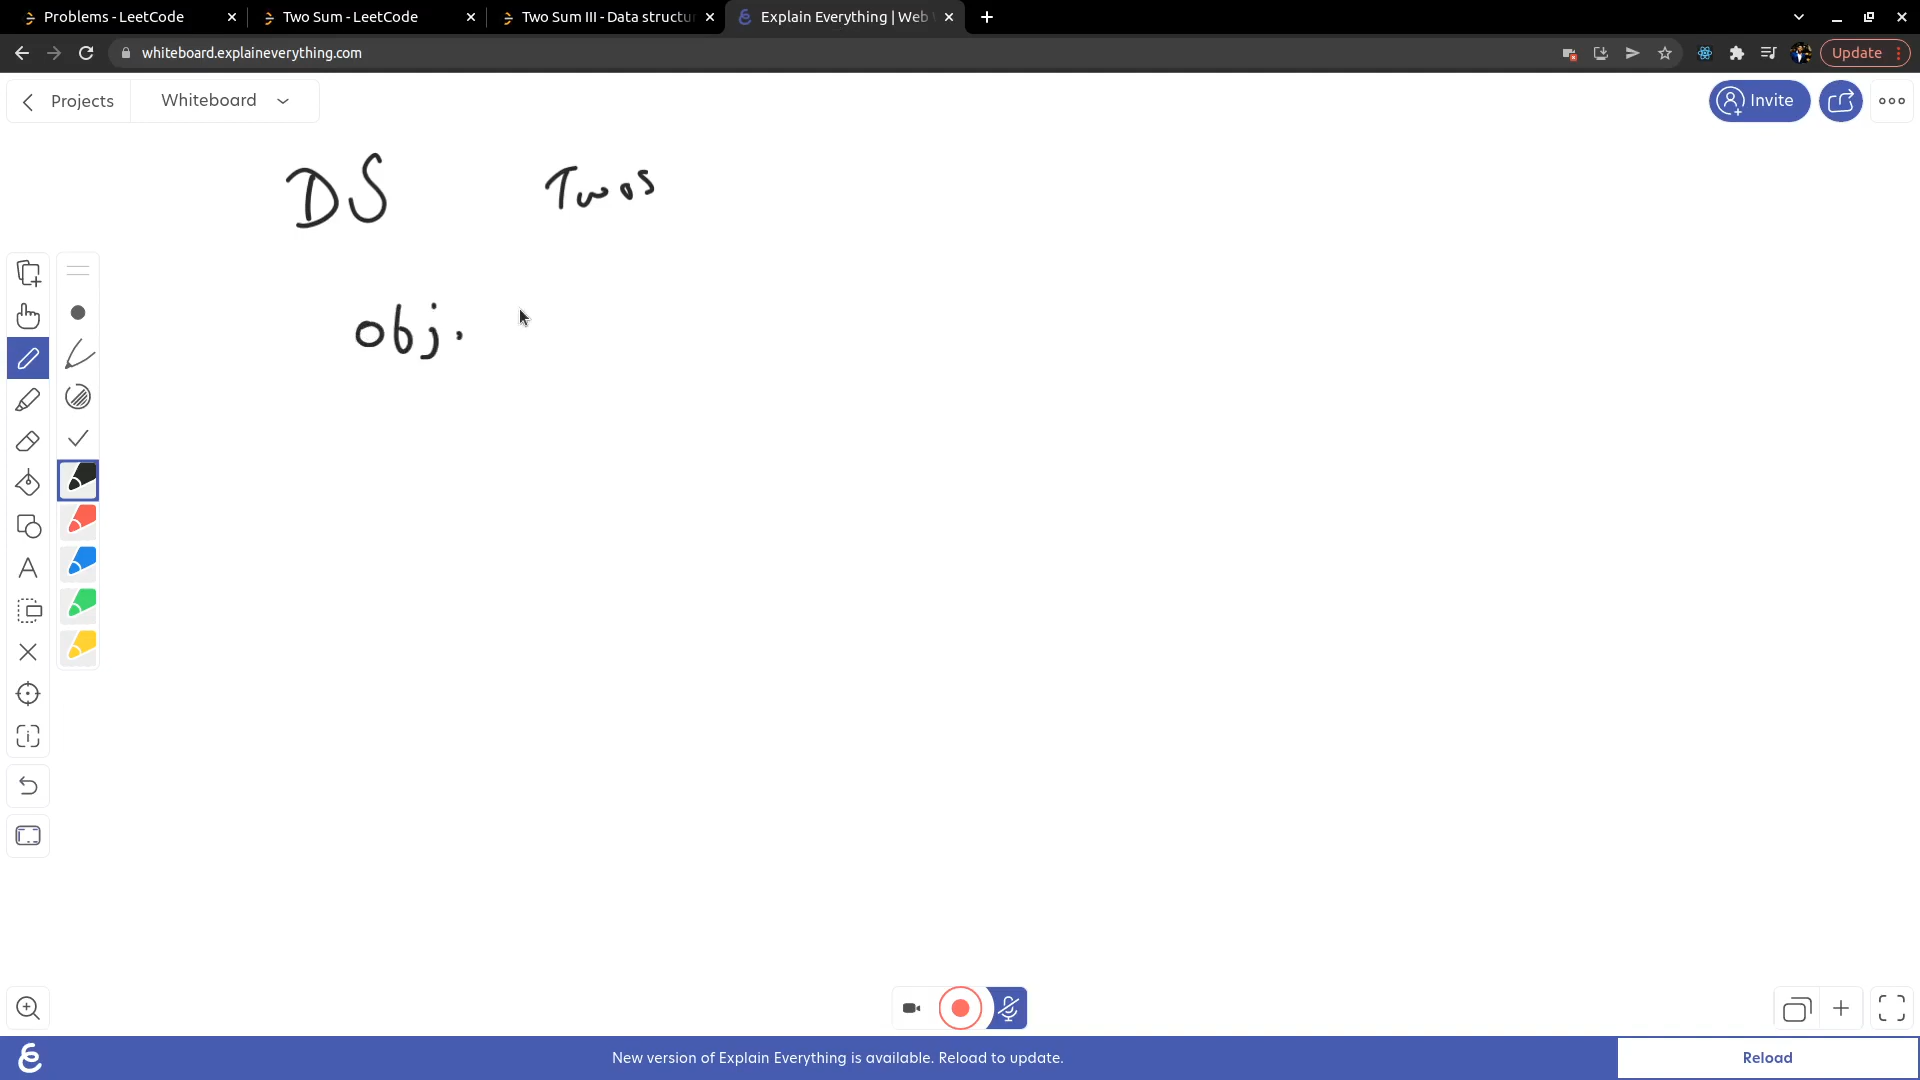 Problems - LeetCode
Two Sum - LeetCode
Two Sum III - Data structu
Explain Everything | Web
whiteboard.explaineverything.com
Update
Projects
Whiteboard
Invite
DS Twos
obj.
A
New version of Explain Everything is available. Reload to update.
Reload